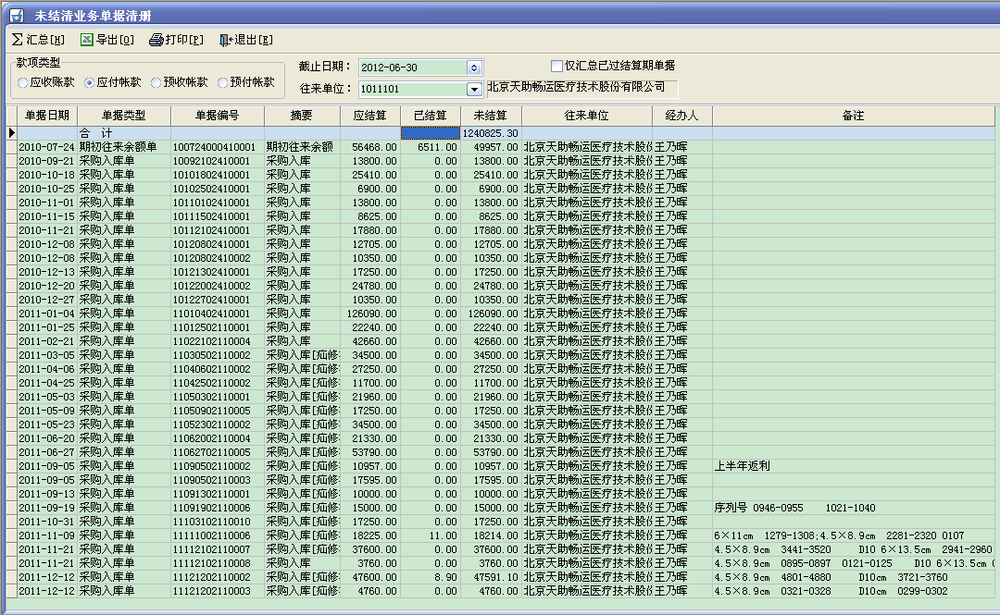 未结清业务单据清册
汇总[H] 导出[O] 打印[P] 退出[E]
款项类型
应收账款 应付帐款 预收帐款 预付帐款
截止日期： 2012-06-30 仅汇总已过结算期单据
往来单位： 1011101 北京天助畅运医疗技术股份有限公司
单据日期 单据类型 单据编号 摘要 应结算 已结算 未结算 往来单位 经办人 备注
合 计 1240825.30
2010-07-24 期初往来余额单 100724000410001 期初往来余额 56468.00 6511.00 49957.00 北京天助畅运医疗技术股 王乃晖
2010-09-21 采购入库单 10092102410001 采购入库 13800.00 0.00 13800.00 北京天助畅运医疗技术股 王乃晖
2010-10-18 采购入库单 10101802410001 采购入库 25410.00 0.00 25410.00 北京天助畅运医疗技术股 王乃晖
2010-10-25 采购入库单 10102502410001 采购入库 6900.00 0.00 6900.00 北京天助畅运医疗技术股 王乃晖
2010-11-01 采购入库单 10110102410001 采购入库 13800.00 0.00 13800.00 北京天助畅运医疗技术股 王乃晖
2010-11-15 采购入库单 10111502410001 采购入库 8625.00 0.00 8625.00 北京天助畅运医疗技术股 王乃晖
2010-11-21 采购入库单 10112102410001 采购入库 17880.00 0.00 17880.00 北京天助畅运医疗技术股 王乃晖
2010-12-08 采购入库单 10120802410001 采购入库 12705.00 0.00 12705.00 北京天助畅运医疗技术股 王乃晖
2010-12-08 采购入库单 10120802410002 采购入库 10350.00 0.00 10350.00 北京天助畅运医疗技术股 王乃晖
2010-12-13 采购入库单 10121302410001 采购入库 17250.00 0.00 17250.00 北京天助畅运医疗技术股 王乃晖
2010-12-20 采购入库单 10122002410002 采购入库 24780.00 0.00 24780.00 北京天助畅运医疗技术股 王乃晖
2010-12-27 采购入库单 10122702410001 采购入库 10350.00 0.00 10350.00 北京天助畅运医疗技术股 王乃晖
2011-01-04 采购入库单 11010402410001 采购入库 126090.00 0.00 126090.00 北京天助畅运医疗技术股 王乃晖
2011-01-25 采购入库单 11012502110001 采购入库 22240.00 0.00 22240.00 北京天助畅运医疗技术股 王乃晖
2011-02-21 采购入库单 11022102110004 采购入库 42660.00 0.00 42660.00 北京天助畅运医疗技术股 王乃晖
2011-03-05 采购入库单 11030502110002 采购入库[疝修 34500.00 0.00 34500.00 北京天助畅运医疗技术股 王乃晖
2011-04-06 采购入库单 11040602110002 采购入库[疝修 27250.00 0.00 27250.00 北京天助畅运医疗技术股 王乃晖
2011-04-25 采购入库单 11042502110002 采购入库[疝修 11700.00 0.00 11700.00 北京天助畅运医疗技术股 王乃晖
2011-05-03 采购入库单 11050302110001 采购入库[疝修 21960.00 0.00 21960.00 北京天助畅运医疗技术股 王乃晖
2011-05-09 采购入库单 11050902110005 采购入库[疝修 17250.00 0.00 17250.00 北京天助畅运医疗技术股 王乃晖
2011-05-23 采购入库单 11052302110002 采购入库[疝修 34500.00 0.00 34500.00 北京天助畅运医疗技术股 王乃晖
2011-06-20 采购入库单 11062002110004 采购入库[疝修 21330.00 0.00 21330.00 北京天助畅运医疗技术股 王乃晖
2011-06-27 采购入库单 11062702110005 采购入库[疝修 53790.00 0.00 53790.00 北京天助畅运医疗技术股 王乃晖
2011-09-05 采购入库单 11090502110002 采购入库[疝修 10957.00 0.00 10957.00 北京天助畅运医疗技术股 王乃晖 上半年返利
2011-09-05 采购入库单 11090502110003 采购入库[疝修 17595.00 0.00 17595.00 北京天助畅运医疗技术股 王乃晖
2011-09-13 采购入库单 11091302110001 采购入库[疝修 10000.00 0.00 10000.00 北京天助畅运医疗技术股 王乃晖
2011-09-19 采购入库单 11091902110006 采购入库[疝修 15000.00 0.00 15000.00 北京天助畅运医疗技术股 王乃晖 序列号 0946-0955 1021-1040
2011-10-31 采购入库单 11103102110010 采购入库[疝修 17250.00 0.00 17250.00 北京天助畅运医疗技术股 王乃晖
2011-11-09 采购入库单 11111002110006 采购入库[疝修 18225.00 11.00 18214.00 北京天助畅运医疗技术股 王乃晖 6×11cm 1279-1308;4.5×8.9cm 2281-2320 0107
2011-11-21 采购入库单 11112102110007 采购入库[疝修 37600.00 0.00 37600.00 北京天助畅运医疗技术股 王乃晖 4.5×8.9cm 3441-3520 D10 6×13.5cm 2941-2960
2011-11-21 采购入库单 11112102110008 采购入库[疝修 3760.00 0.00 3760.00 北京天助畅运医疗技术股 王乃晖 4.5×8.9cm 0895-0897 0121-0125 D10 6×13.5cm
2011-12-12 采购入库单 11121202110002 采购入库[疝修 47600.00 8.90 47591.10 北京天助畅运医疗技术股 王乃晖 4.5×8.9cm 4801-4880 D10cm 3721-3760
2011-12-12 采购入库单 11121202110003 采购入库[疝修 4760.00 0.00 4760.00 北京天助畅运医疗技术股 王乃晖 4.5×8.9cm 0321-0328 D10cm 0299-0302